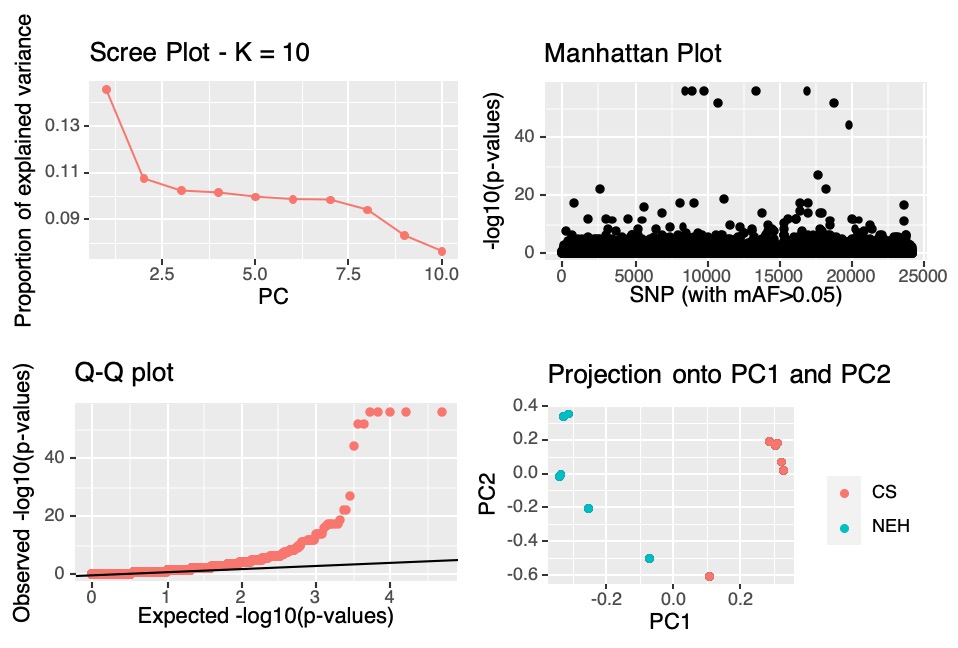 Scree Plot - K = 10
Proportion of explained variance
0.13
0.11
0.09
2.5 5.0 7.5 10.0
PC
Manhattan Plot
-log10(p-values)
40
20
0
0 5000 10000 15000 20000 25000
SNP (with mAF>0.05)
Q-Q plot
Observed -log10(p-values)
40
20
0
0 1 2 3 4
Expected -log10(p-values)
Projection onto PC1 and PC2
PC2
0.4
0.2
0.0
-0.2
-0.4
-0.6
-0.2 0.0 0.2
PC1
CS
NEH